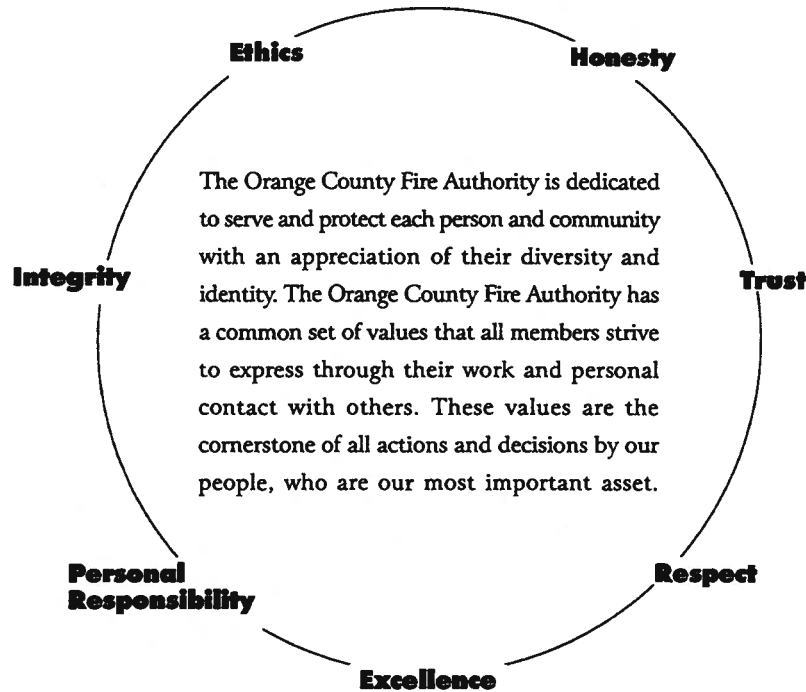 Ethics
Honesty
The Orange County Fire Authority is dedicated
to serve and protect each person and community
with an appreciation of their diversity and
identity. The Orange County Fire Authority has
a common set of values that all members strive
to express through their work and personal
contact with others. These values are the
cornerstone of all actions and decisions by our
people, who are our most important asset.
Integrity
Trust
Personal
Responsibility
Respect
Excellence